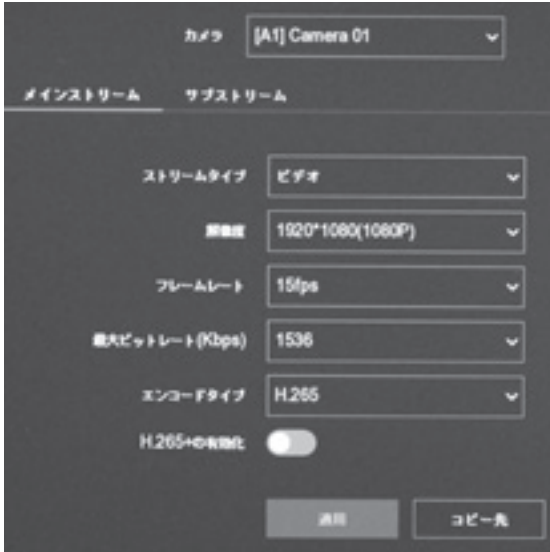 カメラ [A1] Camera 01
メインストリーム サブストリーム
ストリームタイプ ビデオ
解像度 1920*1080(1080P)
フレームレート 15fps
最大ビットレート(Kbps) 1536
エンコードタイプ H.265
H.265+の有効化
適用 コピー先